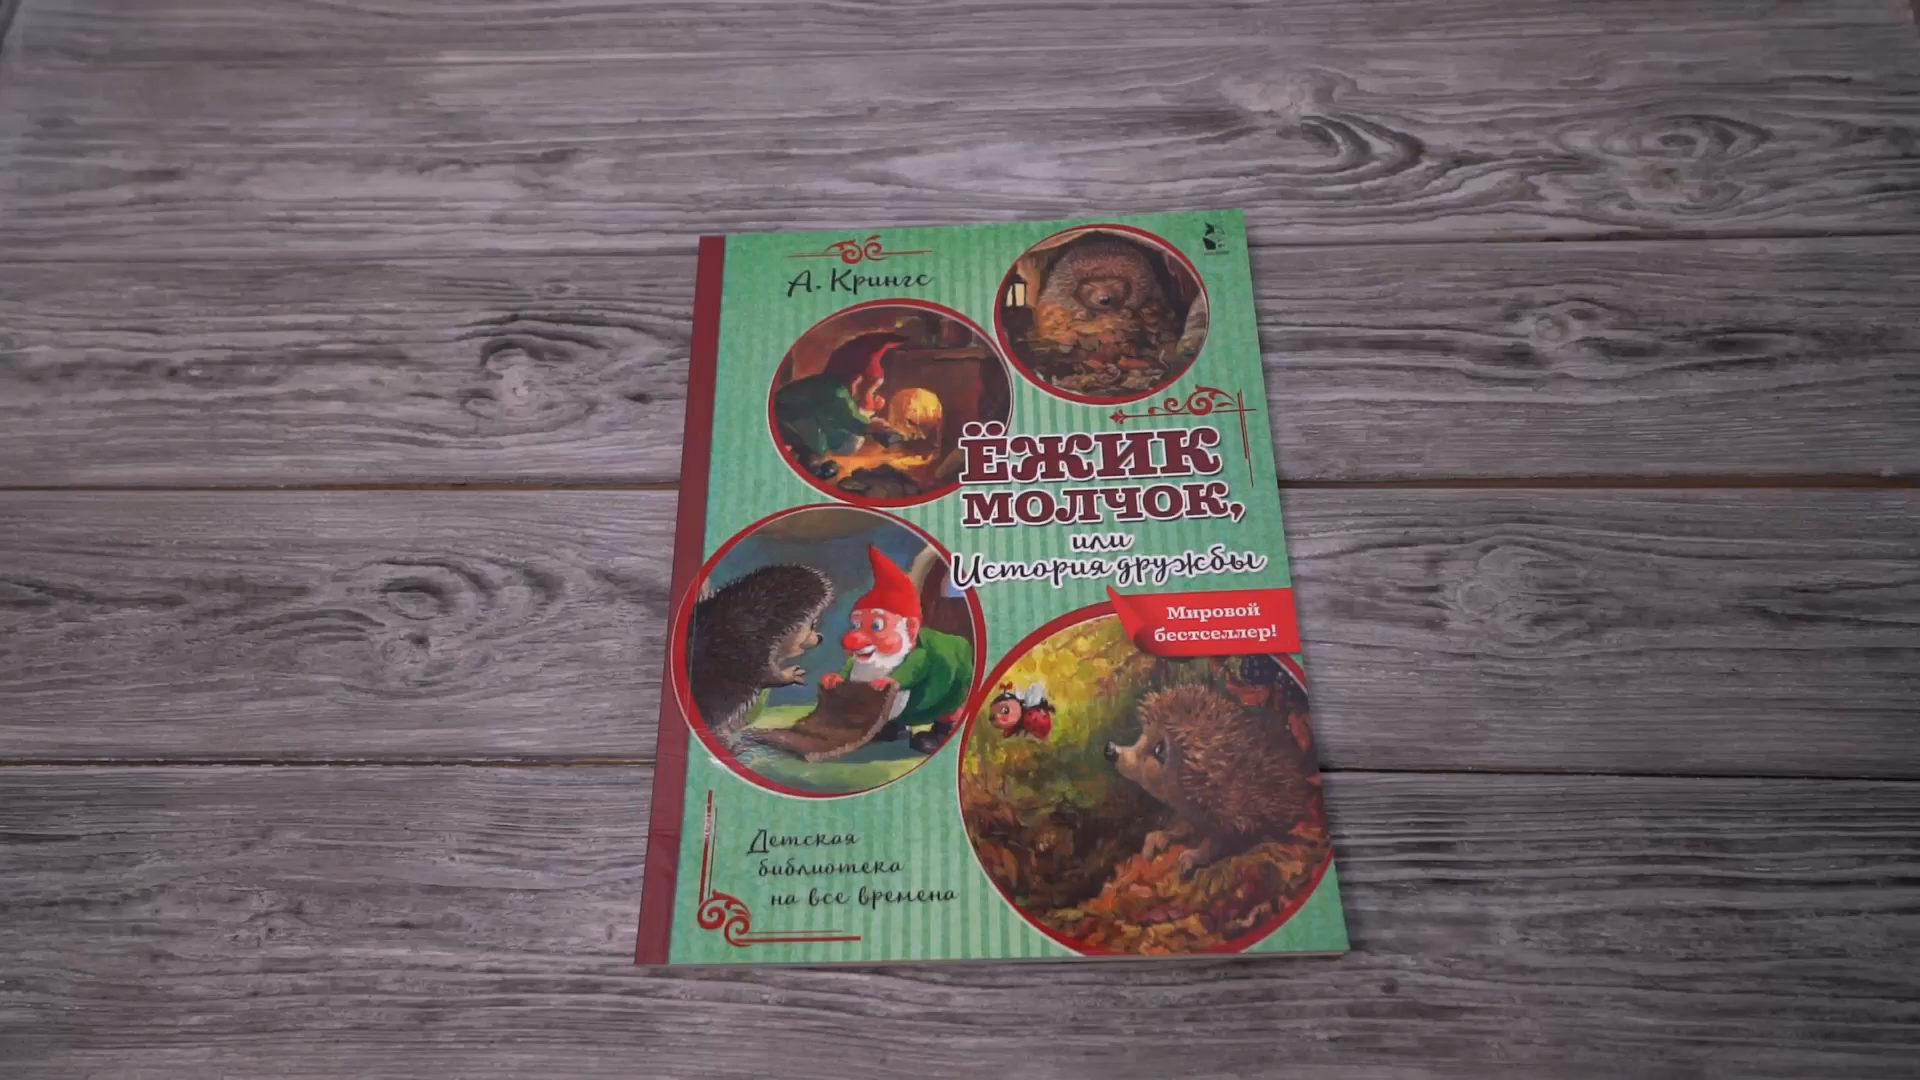 А. Крингс
ЁЖИК
МОЛЧОК,
или
История дружбы
Мировой
бестселлер!
Детская
библиотека
на все времена